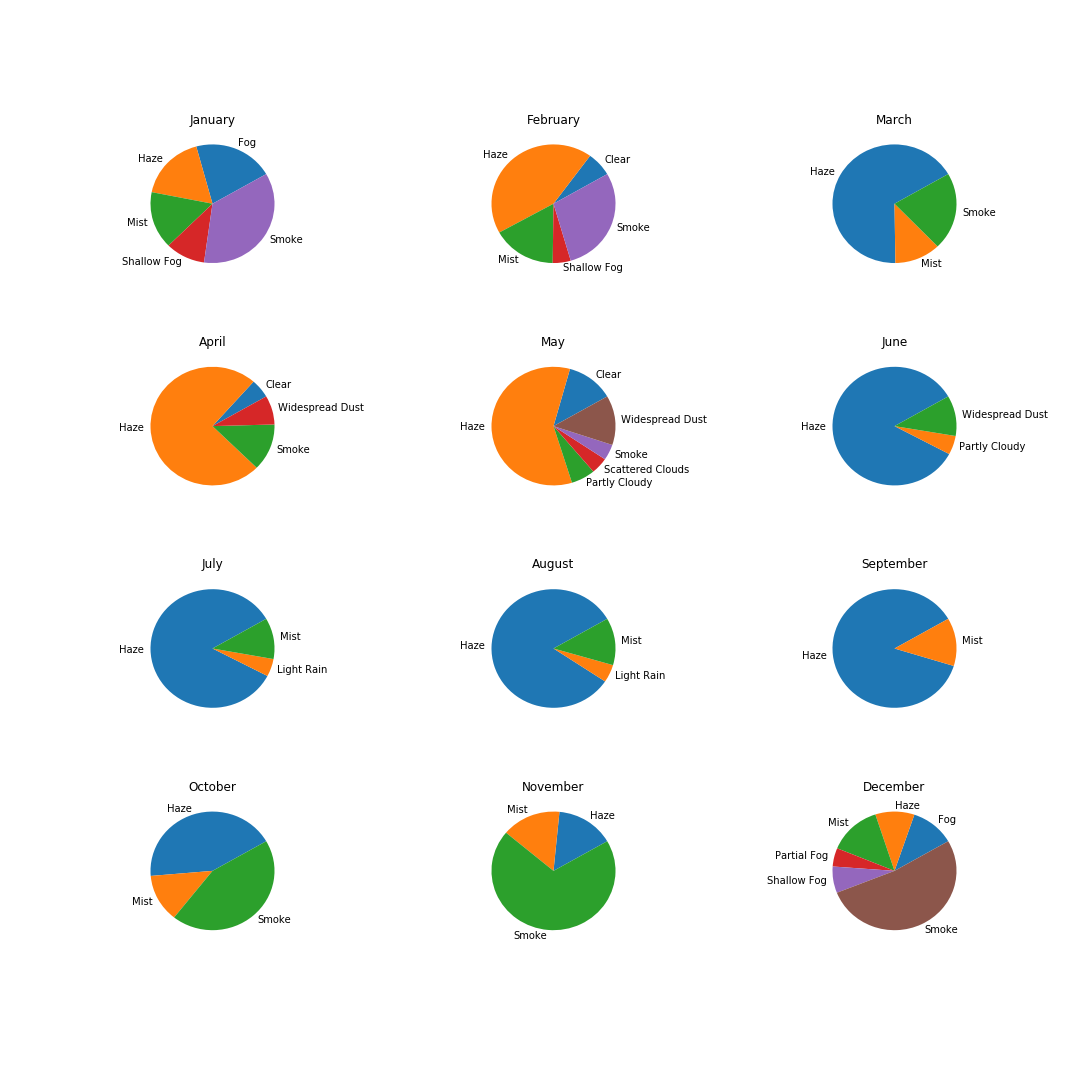 January
Fog
Haze
Mist
Shallow Fog
Smoke
February
Clear
Haze
Mist
Shallow Fog
Smoke
March
Haze
Mist
Smoke
April
Clear
Haze
Smoke
Widespread Dust
May
Clear
Haze
Partly Cloudy
Scattered Clouds
Smoke
Widespread Dust
June
Haze
Partly Cloudy
Widespread Dust
July
Haze
Light Rain
Mist
August
Haze
Light Rain
Mist
September
Haze
Mist
October
Haze
Mist
Smoke
November
Haze
Mist
Smoke
December
Fog
Haze
Mist
Partial Fog
Shallow Fog
Smoke